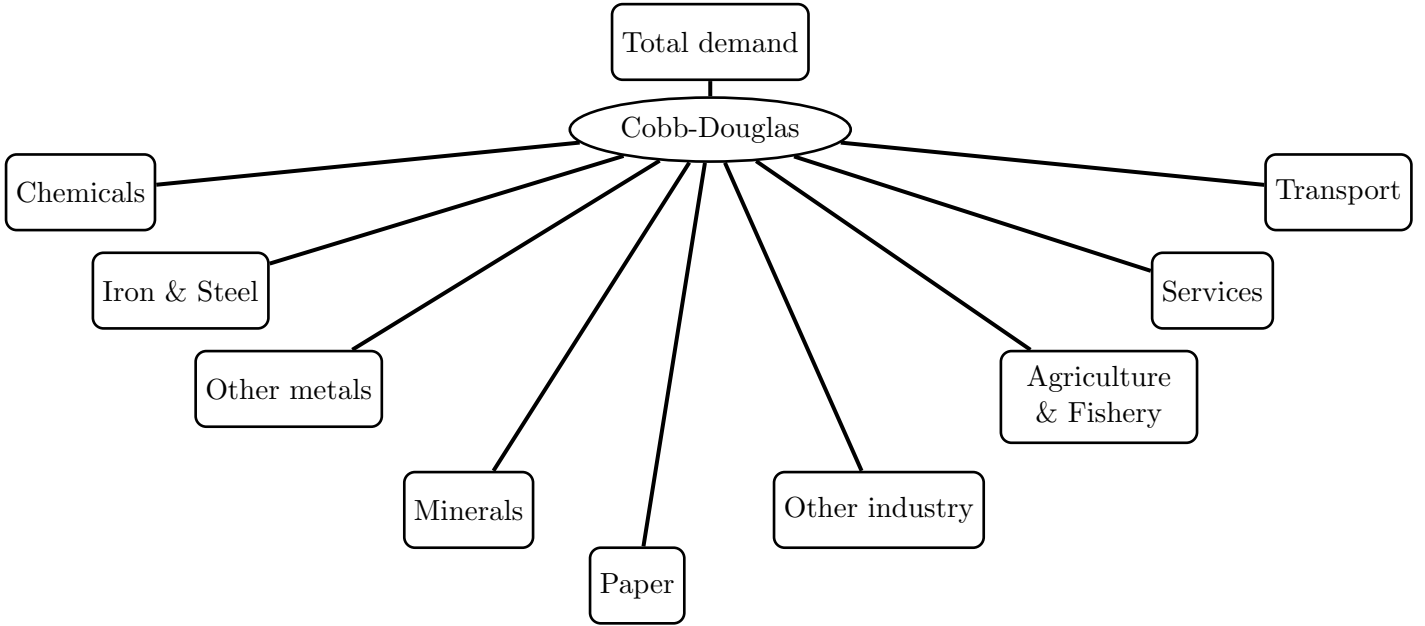 Total demand
Cobb-Douglas
Chemicals
Transport
Iron & Steel
Services
Other metals
Agriculture
& Fishery
Minerals
Other industry
Paper